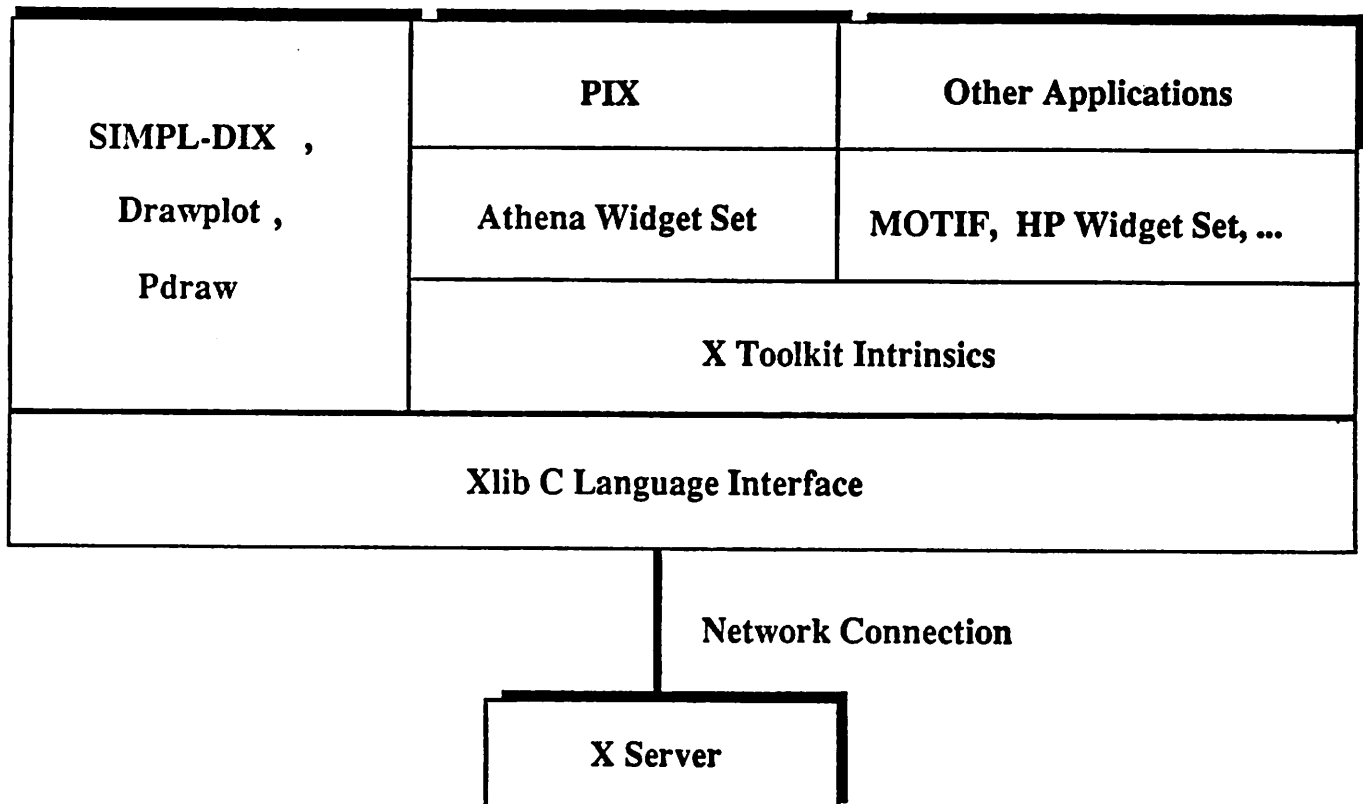 SIMPL-DIX ,
Drawplot ,
Pdraw
PIX
Other Applications
Athena Widget Set
MOTIF, HP Widget Set, ...
X Toolkit Intrinsics
Xlib C Language Interface
Network Connection
X Server